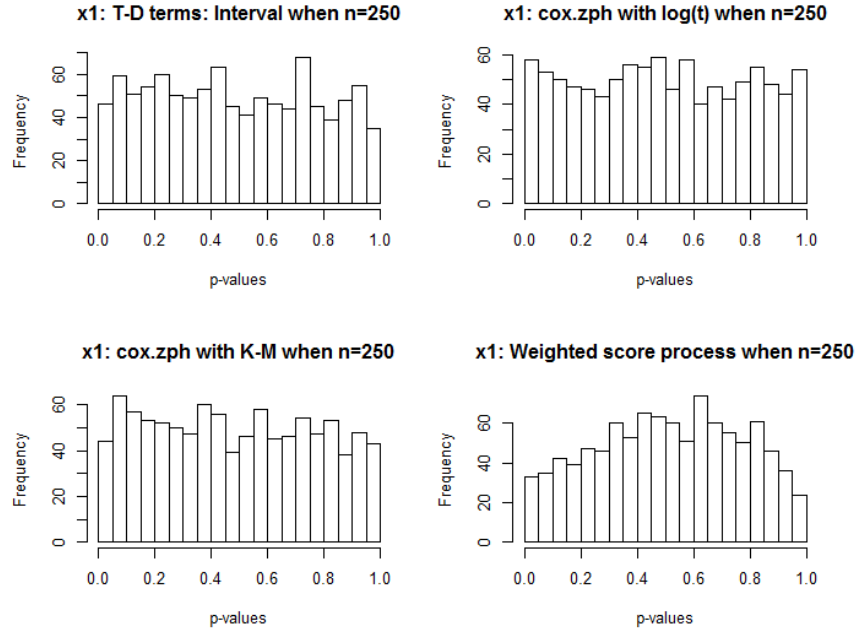 x1: T-D terms: Interval when n=250
Frequency
0 20 40 60
0.0 0.2 0.4 0.6 0.8 1.0
p-values
x1: cox.zph with log(t) when n=250
Frequency
0 20 40 60
0.0 0.2 0.4 0.6 0.8 1.0
p-values
x1: cox.zph with K-M when n=250
Frequency
0 20 40 60
0.0 0.2 0.4 0.6 0.8 1.0
p-values
x1: Weighted score process when n=250
Frequency
0 20 40 60
0.0 0.2 0.4 0.6 0.8 1.0
p-values